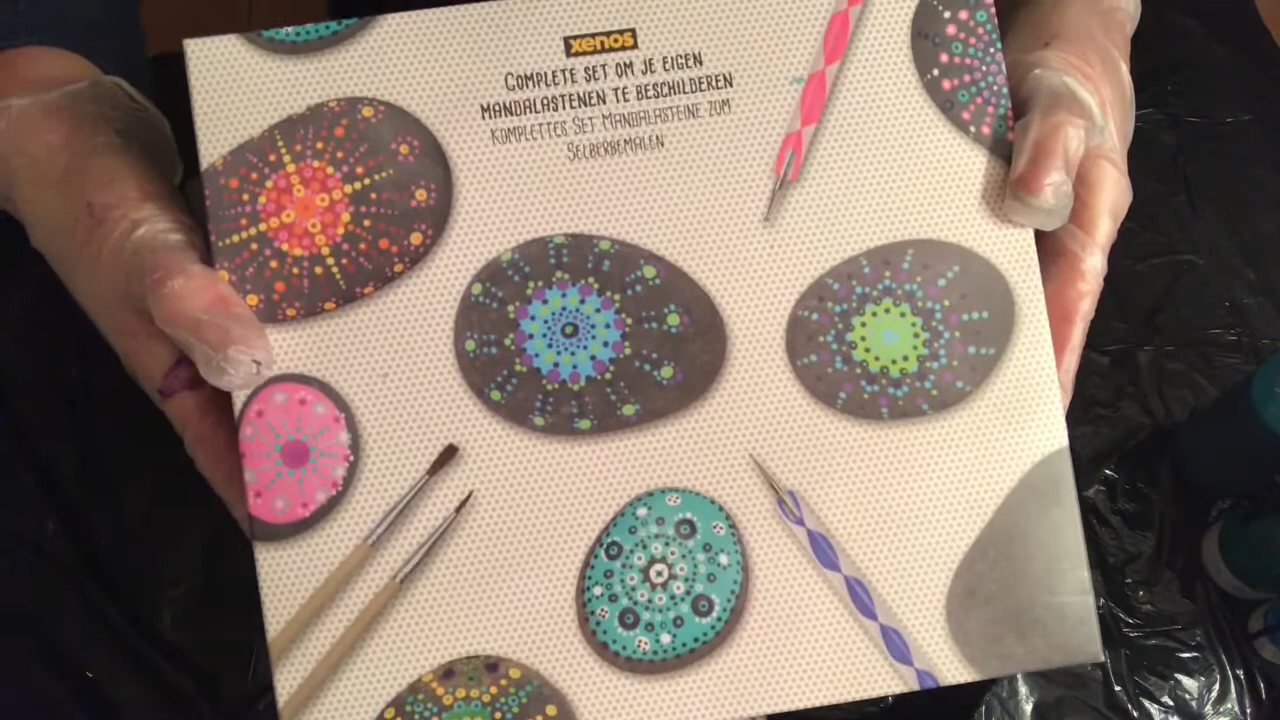 xenos
COMPLETE SET OM JE EIGEN
MANDALASTENEN TE BESCHILDEREN
KOMPLETTES SET MANDALASTEINE ZUM
SELBERBEMALEN